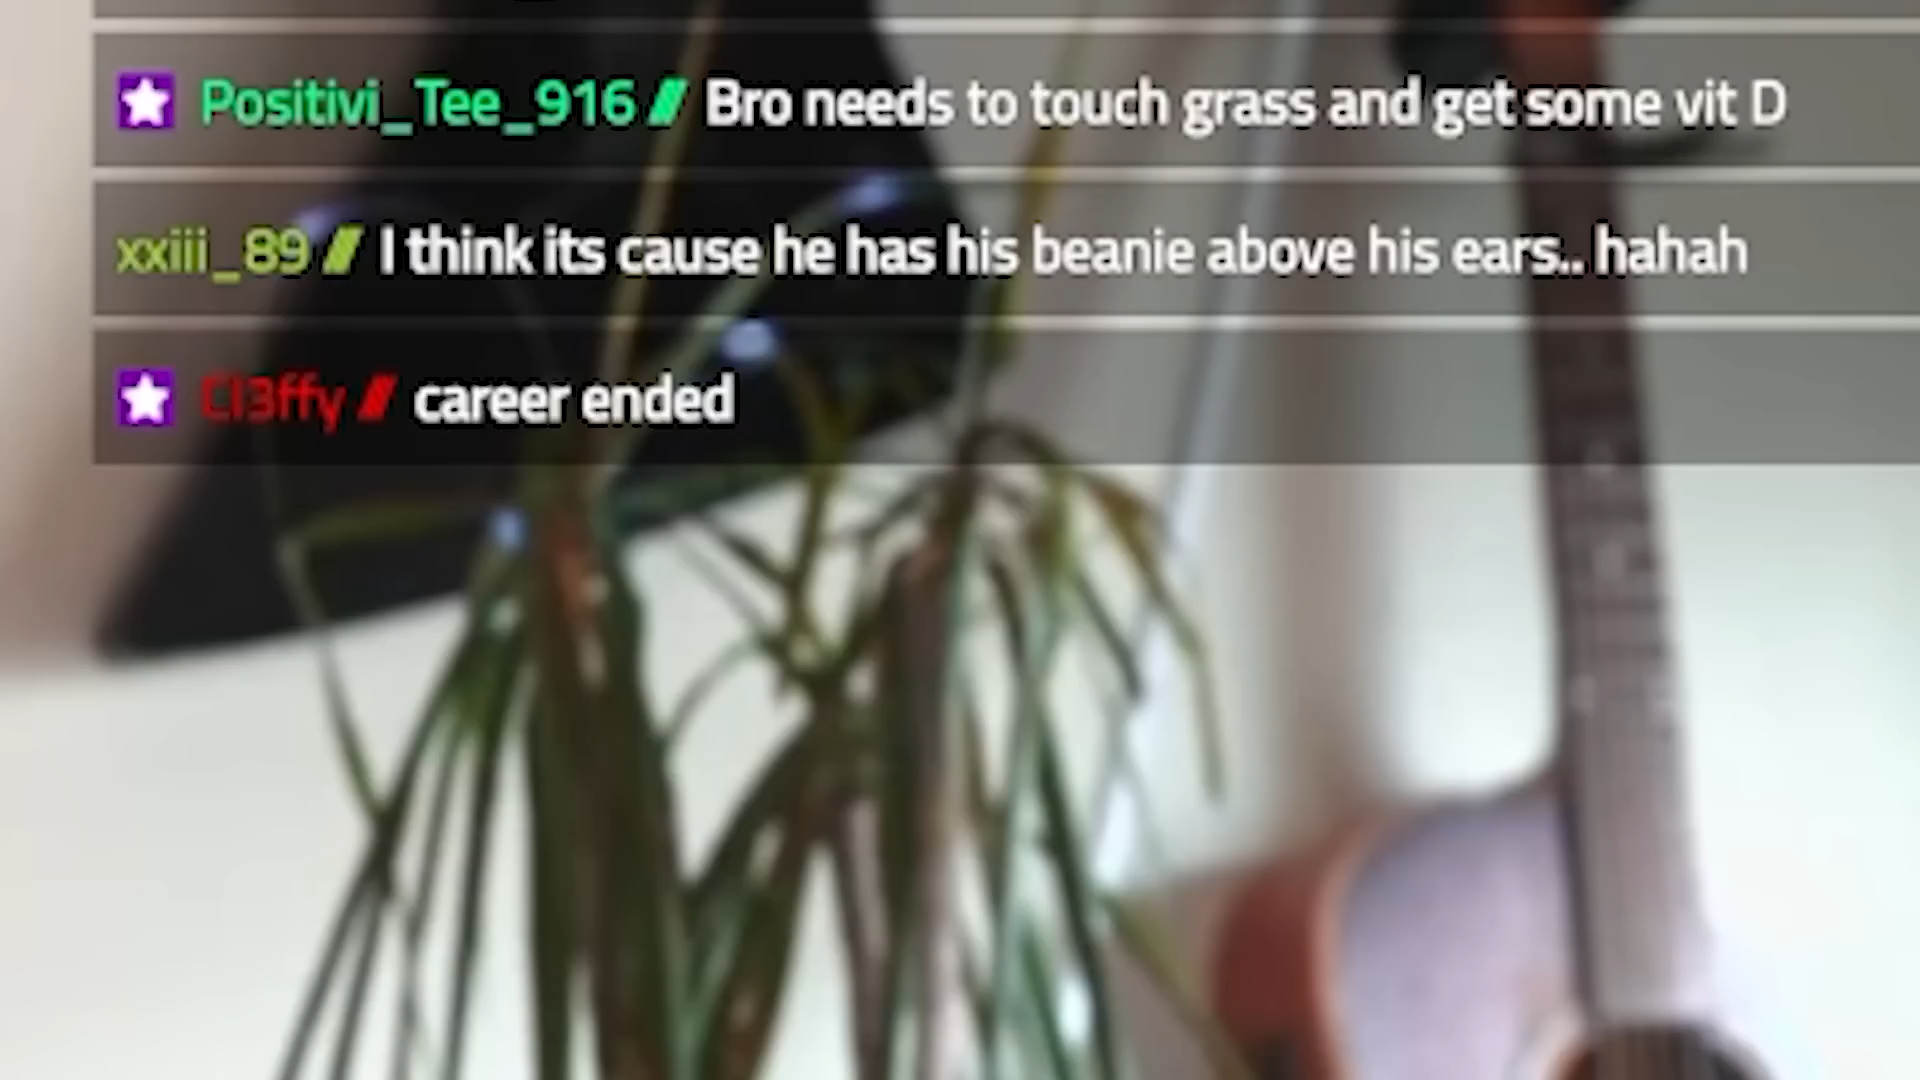 Positivi_Tee_916 // Bro needs to touch grass and get some vit D
xxiii_89 // I think its cause he has his beanie above his ears.. hahah
Cl3ffy // career ended